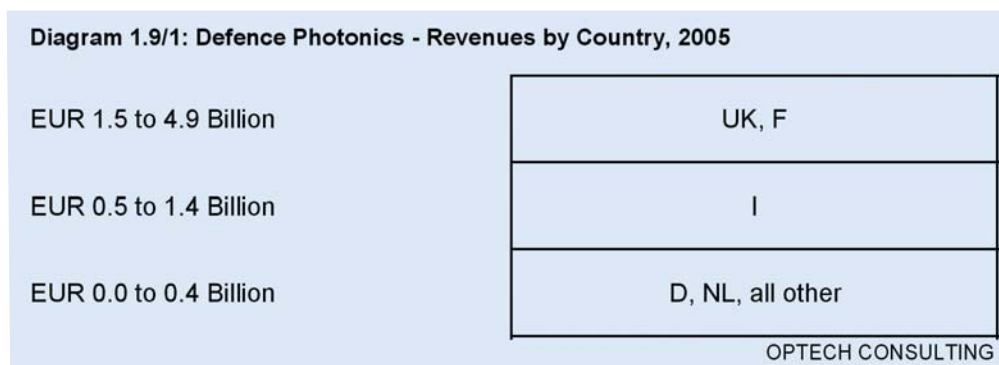 Diagram 1.9/1: Defence Photonics - Revenues by Country, 2005
EUR 1.5 to 4.9 Billion UK, F
EUR 0.5 to 1.4 Billion I
EUR 0.0 to 0.4 Billion D, NL, all other
OPTECH CONSULTING